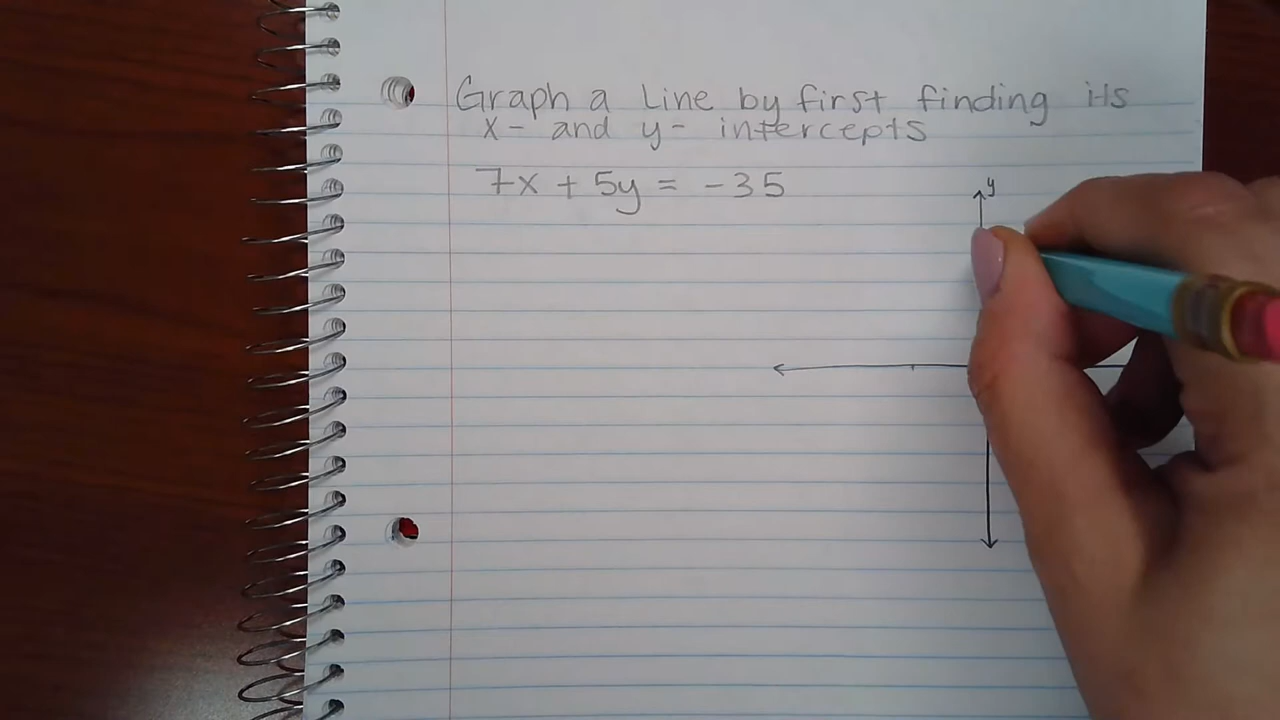 Graph a Line by first finding its
x- and y- intercepts
7x + 5y = -35
y